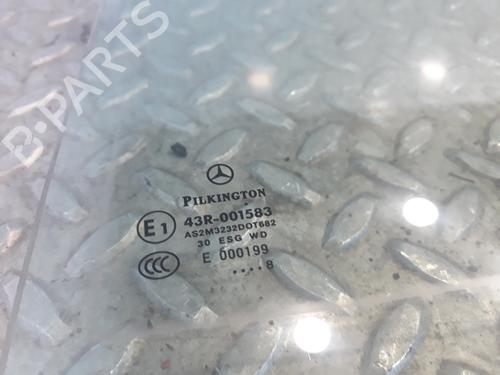 B-PARTS
PILKINGTON
E1
43R-001583
AS2M3232DOT682
30 ESG WD
CCC
E 000199
....8